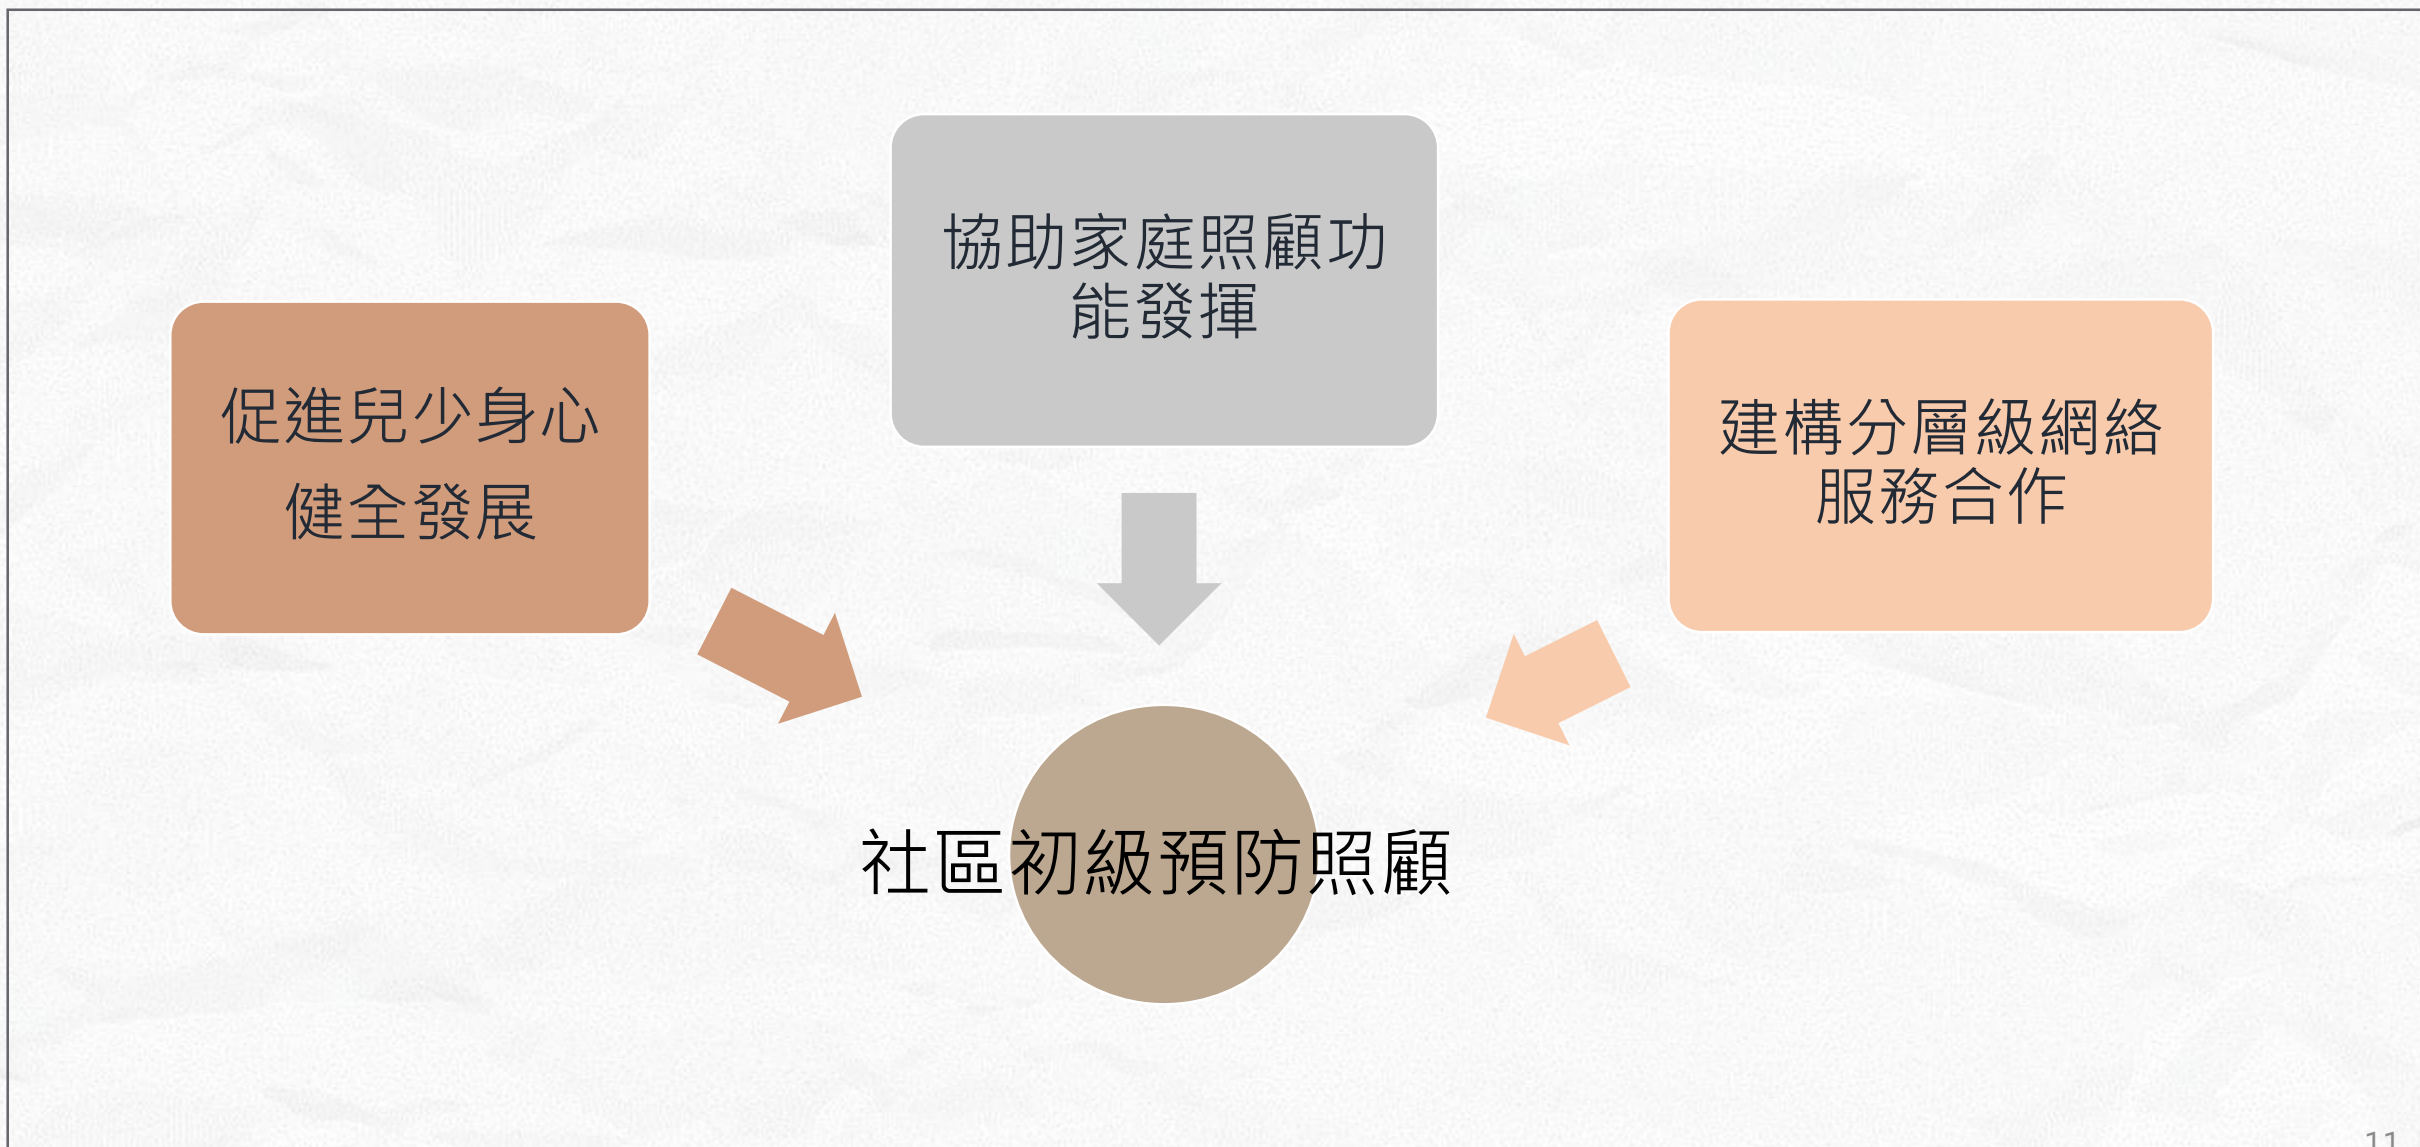 協助家庭照顧功
能發揮
促進兒少身心
健全發展
建構分層級網絡
服務合作
社區初級預防照顧
11